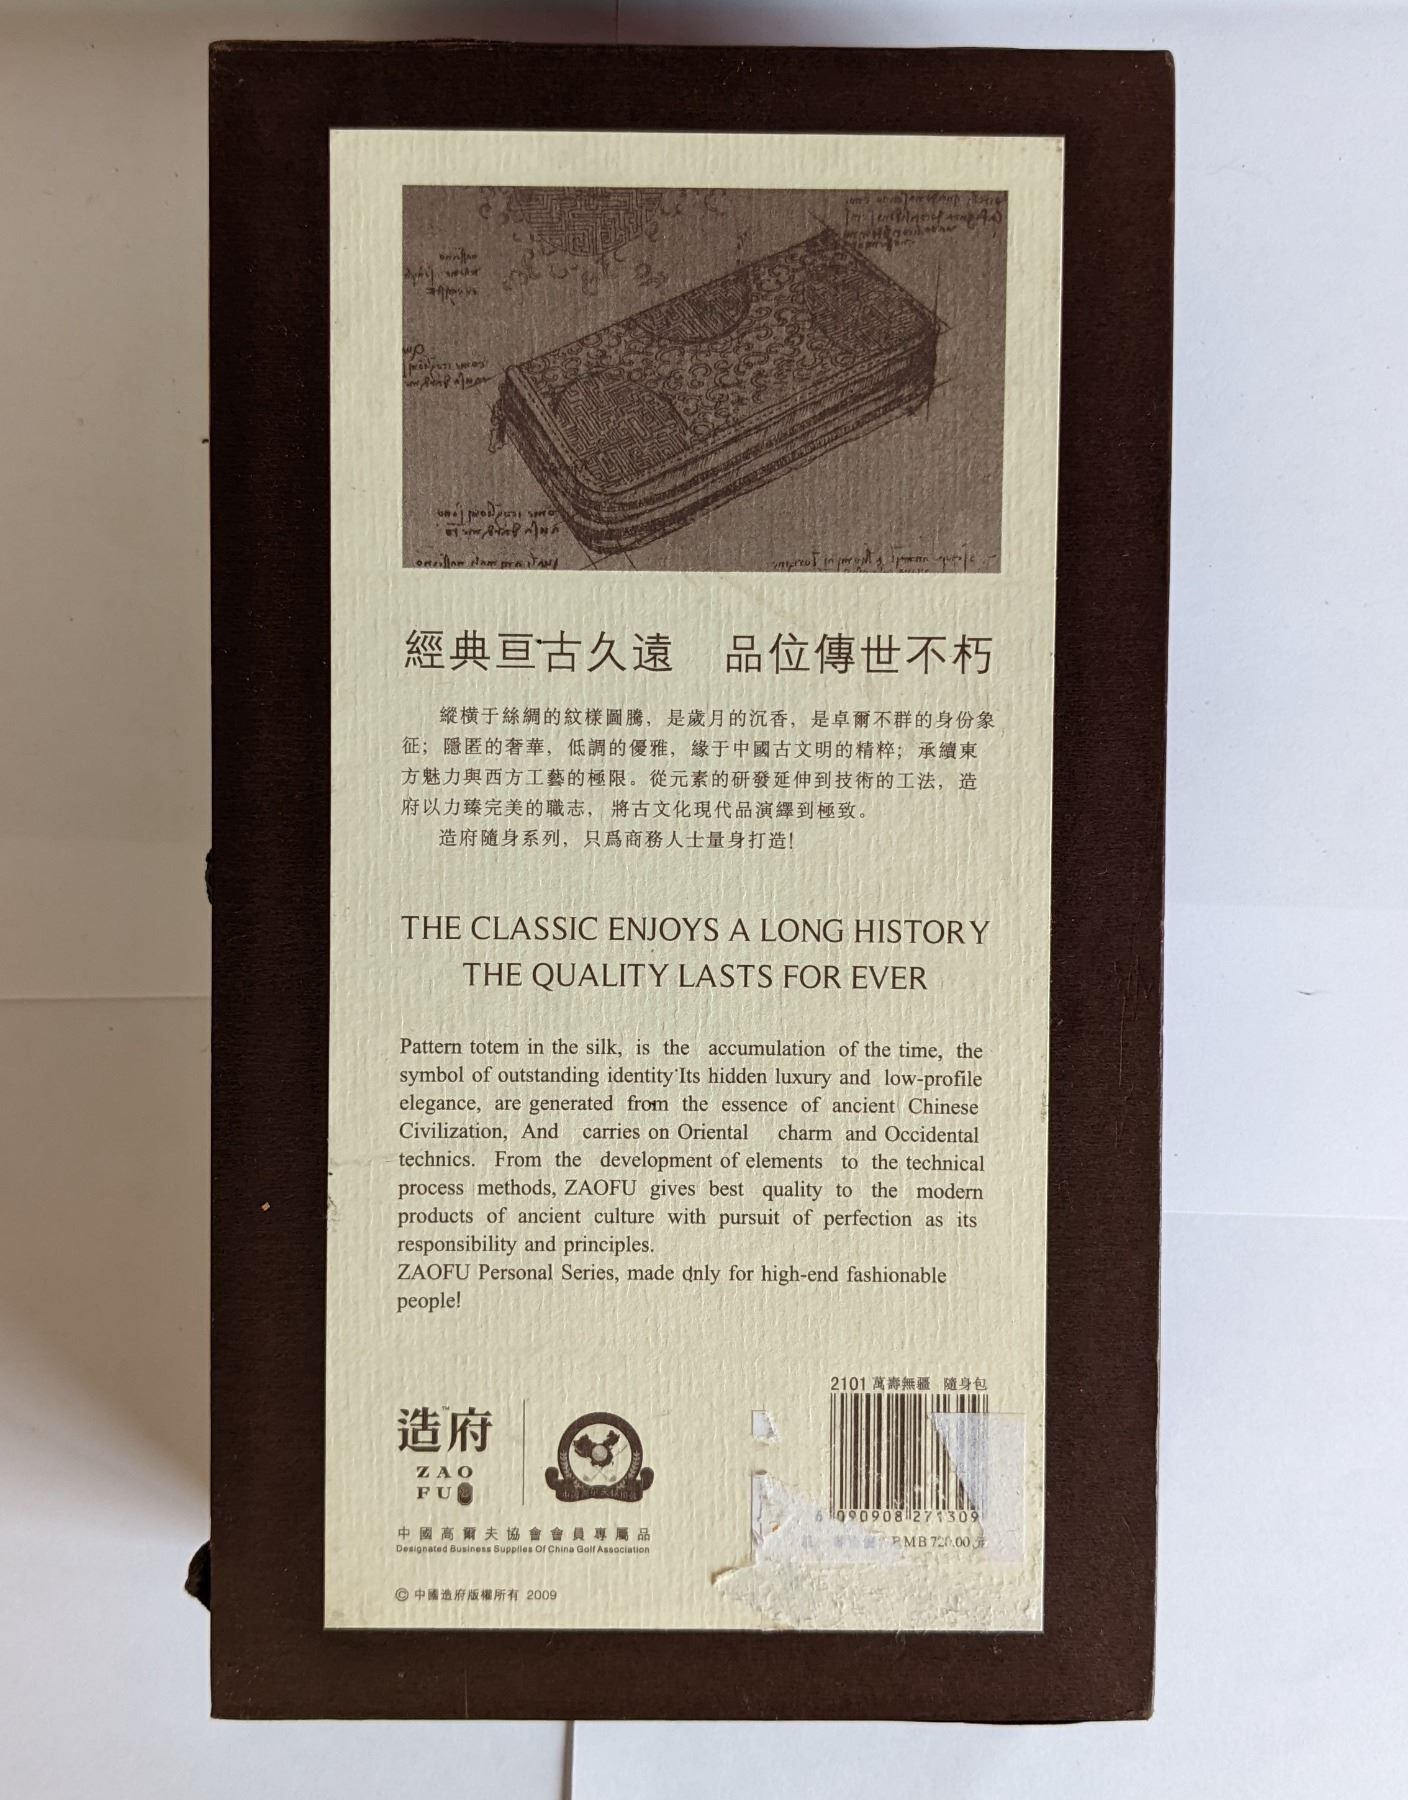 經典亘古久遠　品位傳世不朽
縱横于絲綢的紋樣圖騰，是歲月的沉香，是卓爾不群的身份象
征；隱匿的奢華，低調的優雅，緣于中國古文明的精粹；承續東
方魅力與西方工藝的極限。從元素的研發延伸到技術的工法，造
府以力臻完美的職志，將古文化現代品演繹到極致。
造府隨身系列，只爲商務人士量身打造！
THE CLASSIC ENJOYS A LONG HISTORY
THE QUALITY LASTS FOR EVER
Pattern totem in the silk, is the accumulation of the time, the
symbol of outstanding identity Its hidden luxury and low-profile
elegance, are generated from the essence of ancient Chinese
Civilization, And carries on Oriental charm and Occidental
technics. From the development of elements to the technical
process methods, ZAOFU gives best quality to the modern
products of ancient culture with pursuit of perfection as its
responsibility and principles.
ZAOFU Personal Series, made only for high-end fashionable
people!
2101 萬壽無疆　隨身包
造府™
ZAO
FU
6 090908 271309
RMB 720.00 元
中國高爾夫協會會員專屬品
Designated Business Supplies Of China Golf Association
© 中國造府版權所有 2009